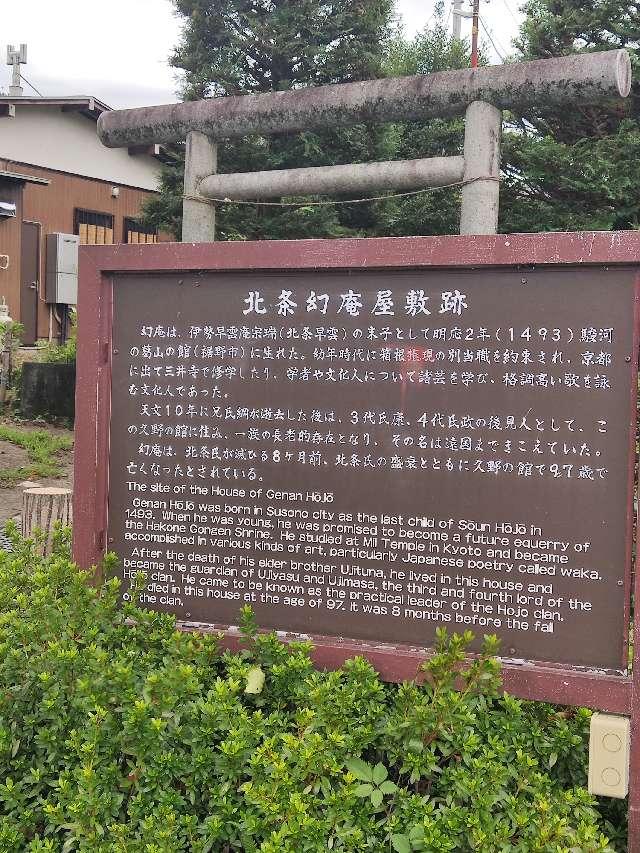 北条幻庵屋敷跡
幻庵は、伊勢早雲庵宗瑞(北条早雲)の末子として明応2年(1493)駿河
の葛山の館(裾野市)に生れた。幼年時代に箱根権現の別当職を約束され、京都
に出て三井寺で修学したり、学者や文化人について諸芸を学び、格調高い歌を詠
む文化人であった。
天文10年に兄氏綱が逝去した後は、3代氏康、4代氏政の後見人として、こ
の久野の館に住み、一族の長老的存在となり、その名は遠国まできこえていた。
幻庵は、北条氏が滅びる8ケ月前、北条氏の盛衰とともに久野の館で97歳で
亡くなったとされている。
The site of the House of Genan Hōjō
Genan Hōjō was born in Susono city as the last child of Sōun Hōjō in
1493. When he was young, he was promised to become a future equerry of
the Hakone Gongen Shrine. He studied at MII Temple in Kyoto and became
accomplished in various kinds of art, particularly Japanese poetry called waka.
After the death of his elder brother Ujituna, he lived in this house and
became the guardian of Ujiyasu and Ujimasa, the third and fourth lord of the
Hōjō clan. He came to be known as the practical leader of the Hojo clan.
He died in this house at the age of 97. It was 8 months before the fall
of the clan.